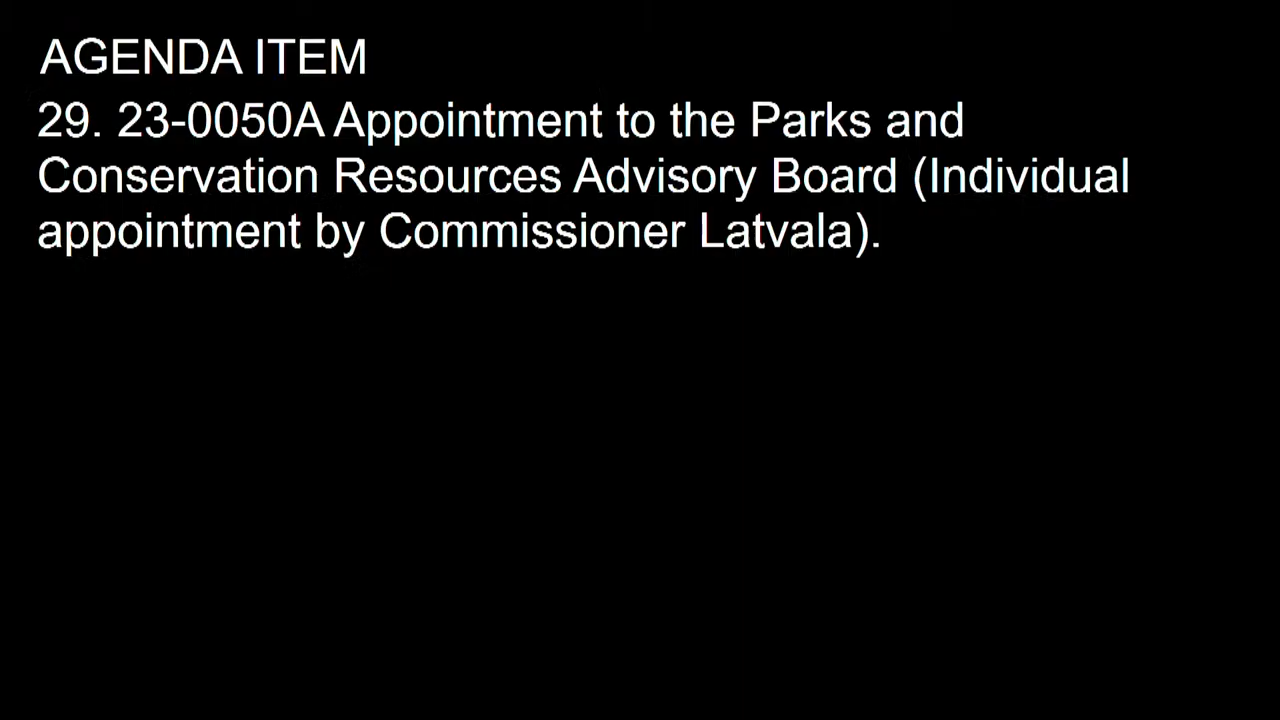 AGENDA ITEM
29. 23-0050A Appointment to the Parks and
Conservation Resources Advisory Board (Individual
appointment by Commissioner Latvala).